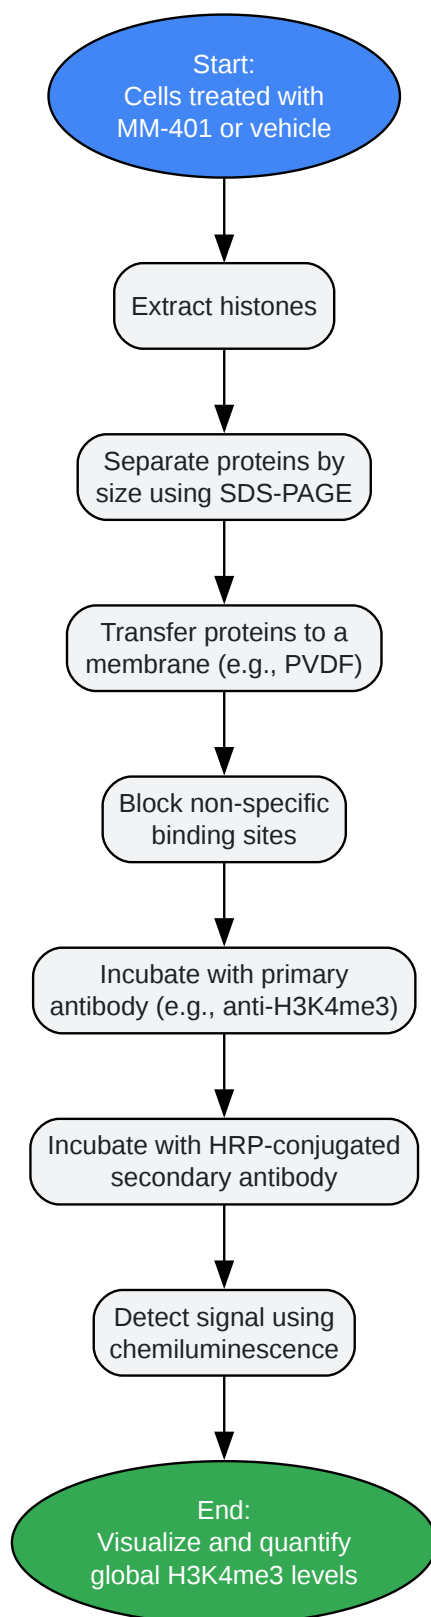 Start:
Cells treated with
MM-401 or vehicle
Extract histones
Separate proteins by
size using SDS-PAGE
Transfer proteins to a
membrane (e.g., PVDF)
Block non-specific
binding sites
Incubate with primary
antibody (e.g., anti-H3K4me3)
Incubate with HRP-conjugated
secondary antibody
Detect signal using
chemiluminescence
End:
Visualize and quantify
global H3K4me3 levels